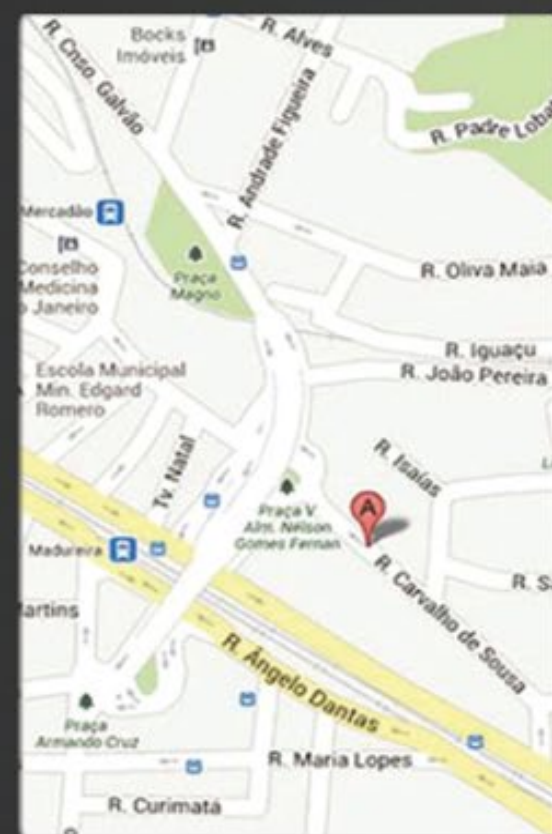 Bocks
Imóveis
R. Alves
R. Cnso. Galvão
R. Andrade Figueira
R. Padre Loba
Mercadão
Conselho
Medicina
Janeiro
Praça
Magno
R. Oliva Maia
R. Iguaçu
R. João Pereira
Escola Municipal
Min. Edgard
Romero
Tv. Natal
R. Isaías
A
Praça V.
Alm. Nelson
Gomes Fernan
Madureira
R. S
R. Carvalho de Sousa
artins
R. Ângelo Dantas
Praça
Armando Cruz
R. Maria Lopes
R. Curimatá